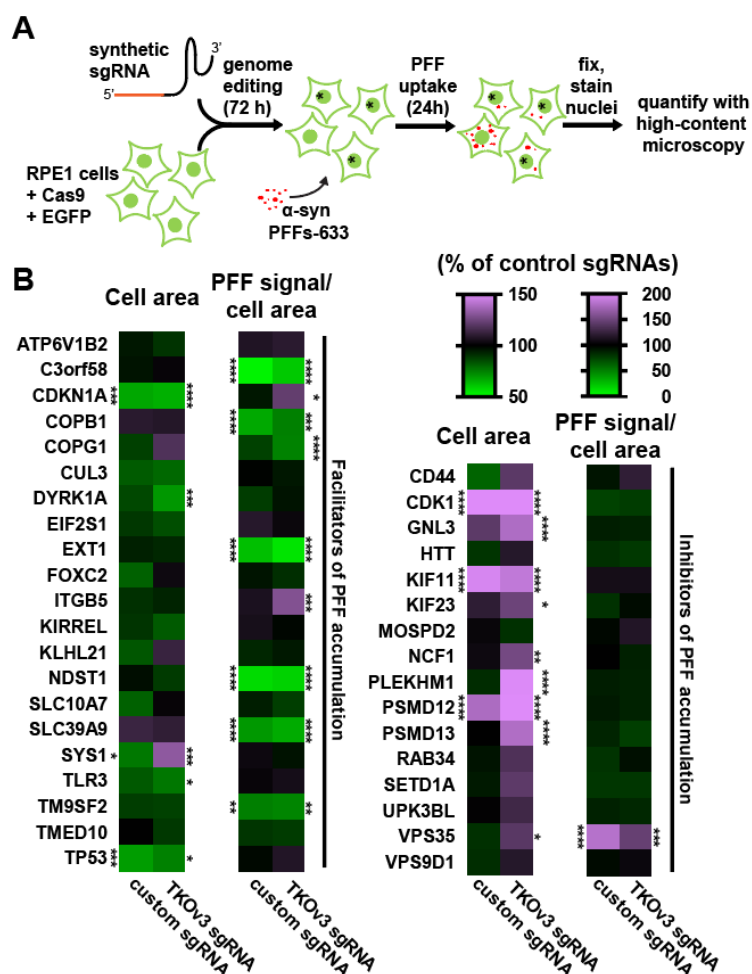 A
synthetic
sgRNA
3'
5'
genome
editing
(72 h)
PFF
uptake
(24h)
fix,
stain
nuclei
quantify with
high-content
microscopy
RPE1 cells
+ Cas9
+ EGFP
α-syn
PFFs-633
*
*
*
*
*
*
B
Cell area
PFF signal/
cell area
ATP6V1B2
C3orf58
**** ****
CDKN1A
*** **** *
COPB1
**** ***
COPG1
****
CUL3
DYRK1A
***
EIF2S1
EXT1
**** ****
FOXC2
ITGB5
***
KIRREL
KLHL21
NDST1
**** ****
SLC10A7
SLC39A9
**** ****
SYS1
* ***
TLR3
*
TM9SF2
** **
TMED10
TP53
*** *
custom sgRNA
TKOv3 sgRNA
custom sgRNA
TKOv3 sgRNA
Facilitators of PFF accumulation
(% of control sgRNAs)
150
100
50
200
150
100
50
0
Cell area
PFF signal/
cell area
CD44
CDK1
**** ****
GNL3
****
HTT
KIF11
**** ****
KIF23
*
MOSPD2
NCF1
**
PLEKHM1
****
PSMD12
**** ****
PSMD13
****
RAB34
SETD1A
UPK3BL
VPS35
* **** ***
VPS9D1
custom sgRNA
TKOv3 sgRNA
custom sgRNA
TKOv3 sgRNA
Inhibitors of PFF accumulation